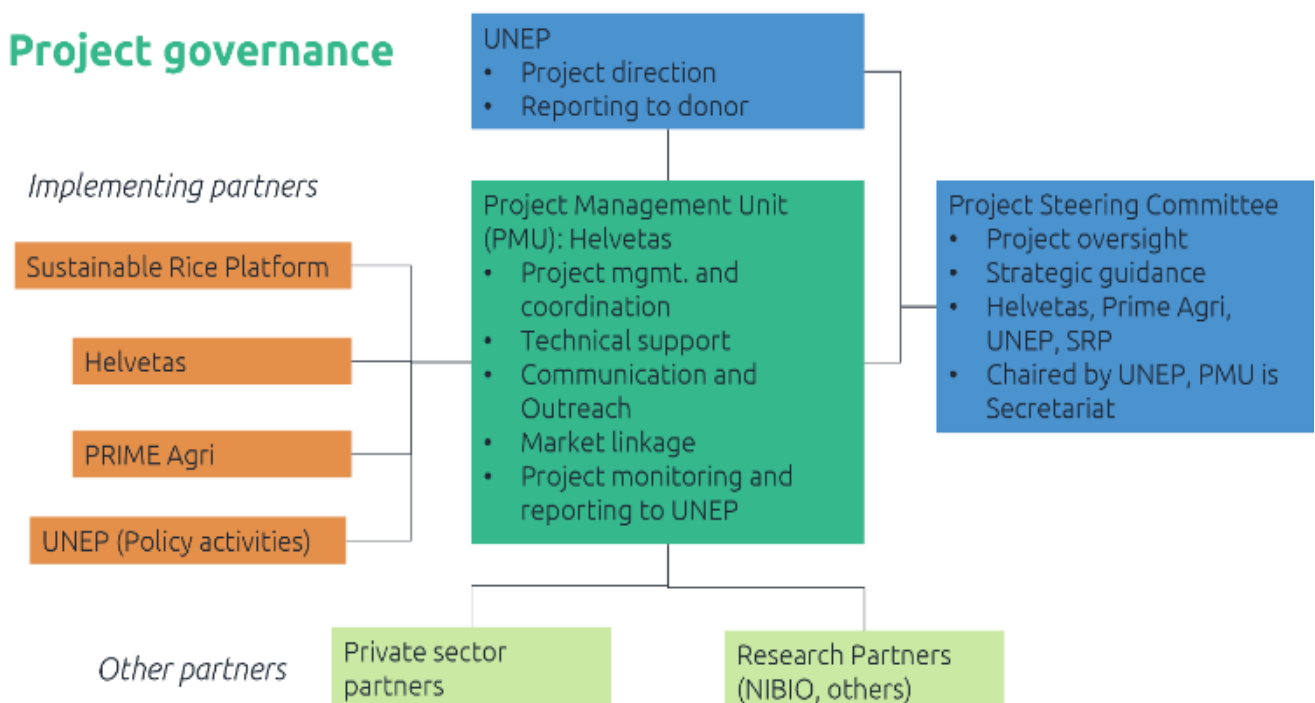 Project governance
UNEP
• Project direction
• Reporting to donor
Implementing partners
Sustainable Rice Platform
Helvetas
PRIME Agri
UNEP (Policy activities)
Project Management Unit
(PMU): Helvetas
• Project mgmt. and
coordination
• Technical support
• Communication and
Outreach
• Market linkage
• Project monitoring and
reporting to UNEP
Project Steering Committee
• Project oversight
• Strategic guidance
• Helvetas, Prime Agri,
UNEP, SRP
• Chaired by UNEP, PMU is
Secretariat
Other partners
Private sector
partners
Research Partners
(NIBIO, others)